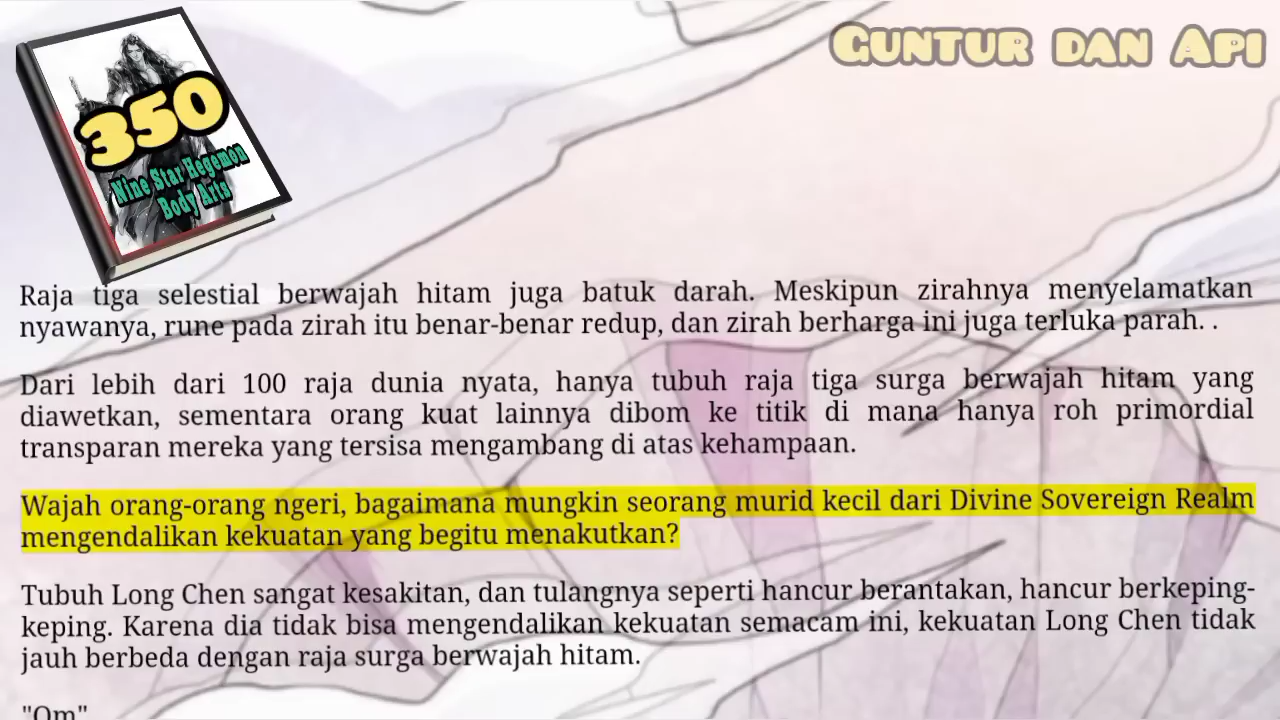 Guntur dan Api
350
Nine Star Hegemon
Body Arts
Raja tiga selestial berwajah hitam juga batuk darah. Meskipun zirahnya menyelamatkan
nyawanya, rune pada zirah itu benar-benar redup, dan zirah berharga ini juga terluka parah. .
Dari lebih dari 100 raja dunia nyata, hanya tubuh raja tiga surga berwajah hitam yang
diawetkan, sementara orang kuat lainnya dibom ke titik di mana hanya roh primordial
transparan mereka yang tersisa mengambang di atas kehampaan.
Wajah orang-orang ngeri, bagaimana mungkin seorang murid kecil dari Divine Sovereign Realm
mengendalikan kekuatan yang begitu menakutkan?
Tubuh Long Chen sangat kesakitan, dan tulangnya seperti hancur berantakan, hancur berkeping-
keping. Karena dia tidak bisa mengendalikan kekuatan semacam ini, kekuatan Long Chen tidak
jauh berbeda dengan raja surga berwajah hitam.
"Om"